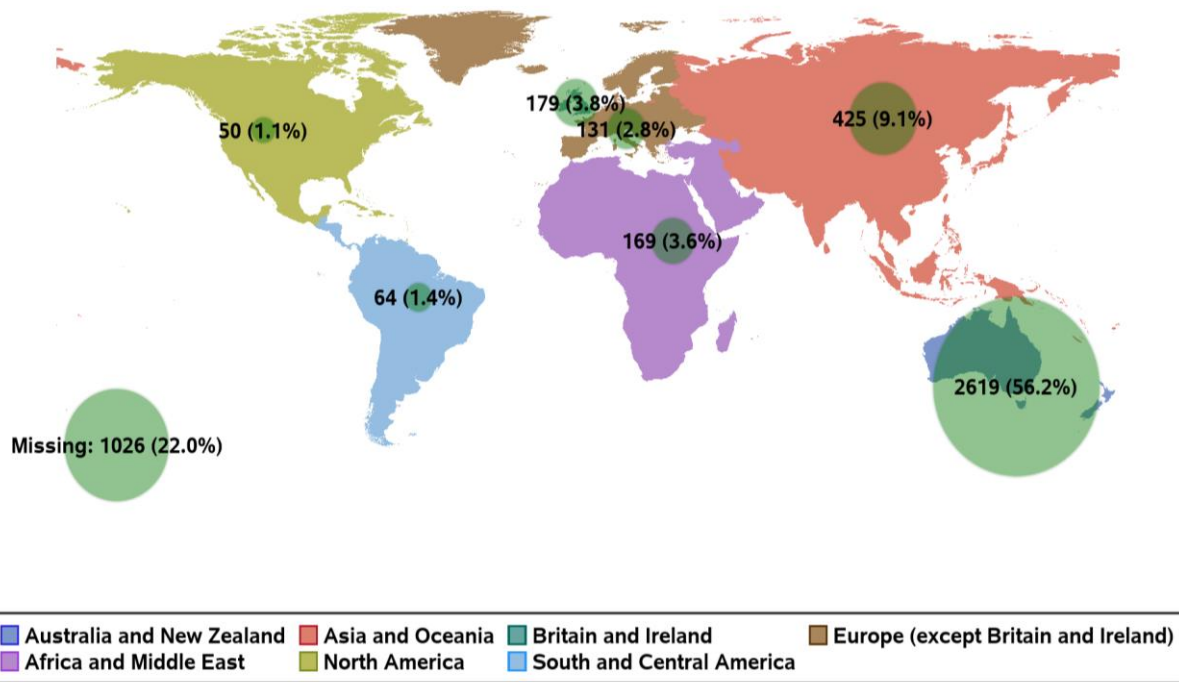 179 (3.8%)
50 (1.1%)
131 (2.8%)
425 (9.1%)
169 (3.6%)
64 (1.4%)
2619 (56.2%)
Missing: 1026 (22.0%)
Australia and New Zealand
Asia and Oceania
Britain and Ireland
Europe (except Britain and Ireland)
Africa and Middle East
North America
South and Central America